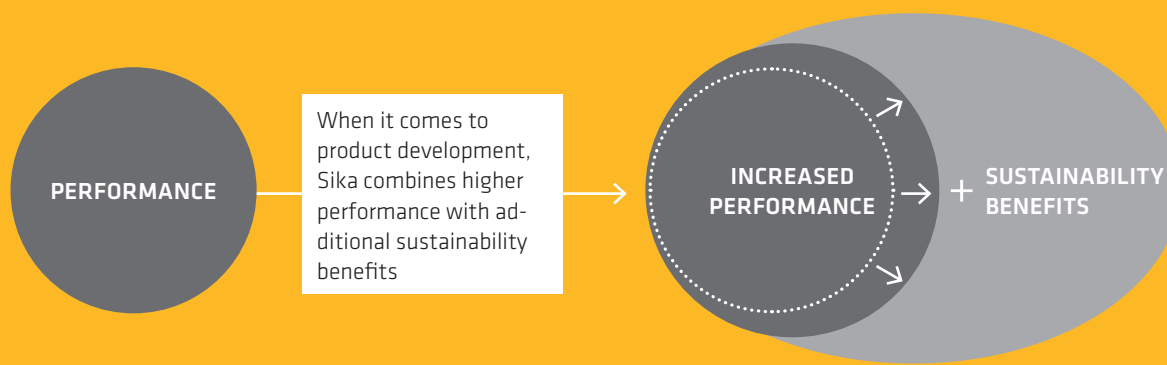 PERFORMANCE
When it comes to
product development,
Sika combines higher
performance with ad-
ditional sustainability
benefits
INCREASED
PERFORMANCE
+ SUSTAINABILITY
BENEFITS